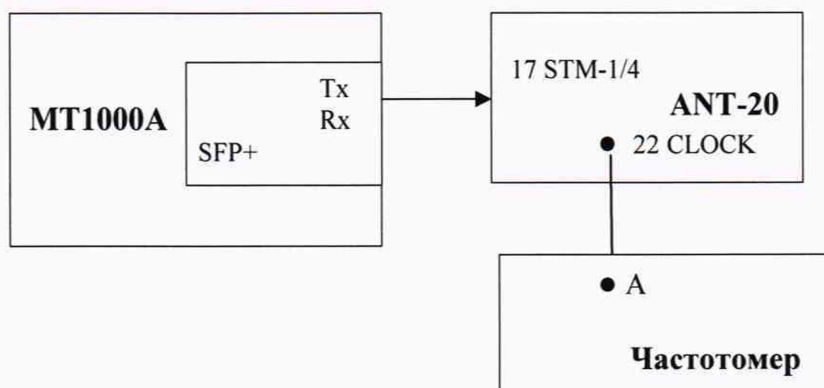 MT1000A
Tx
Rx
SFP+
17 STM-1/4
ANT-20
22 CLOCK
A
Частотомер